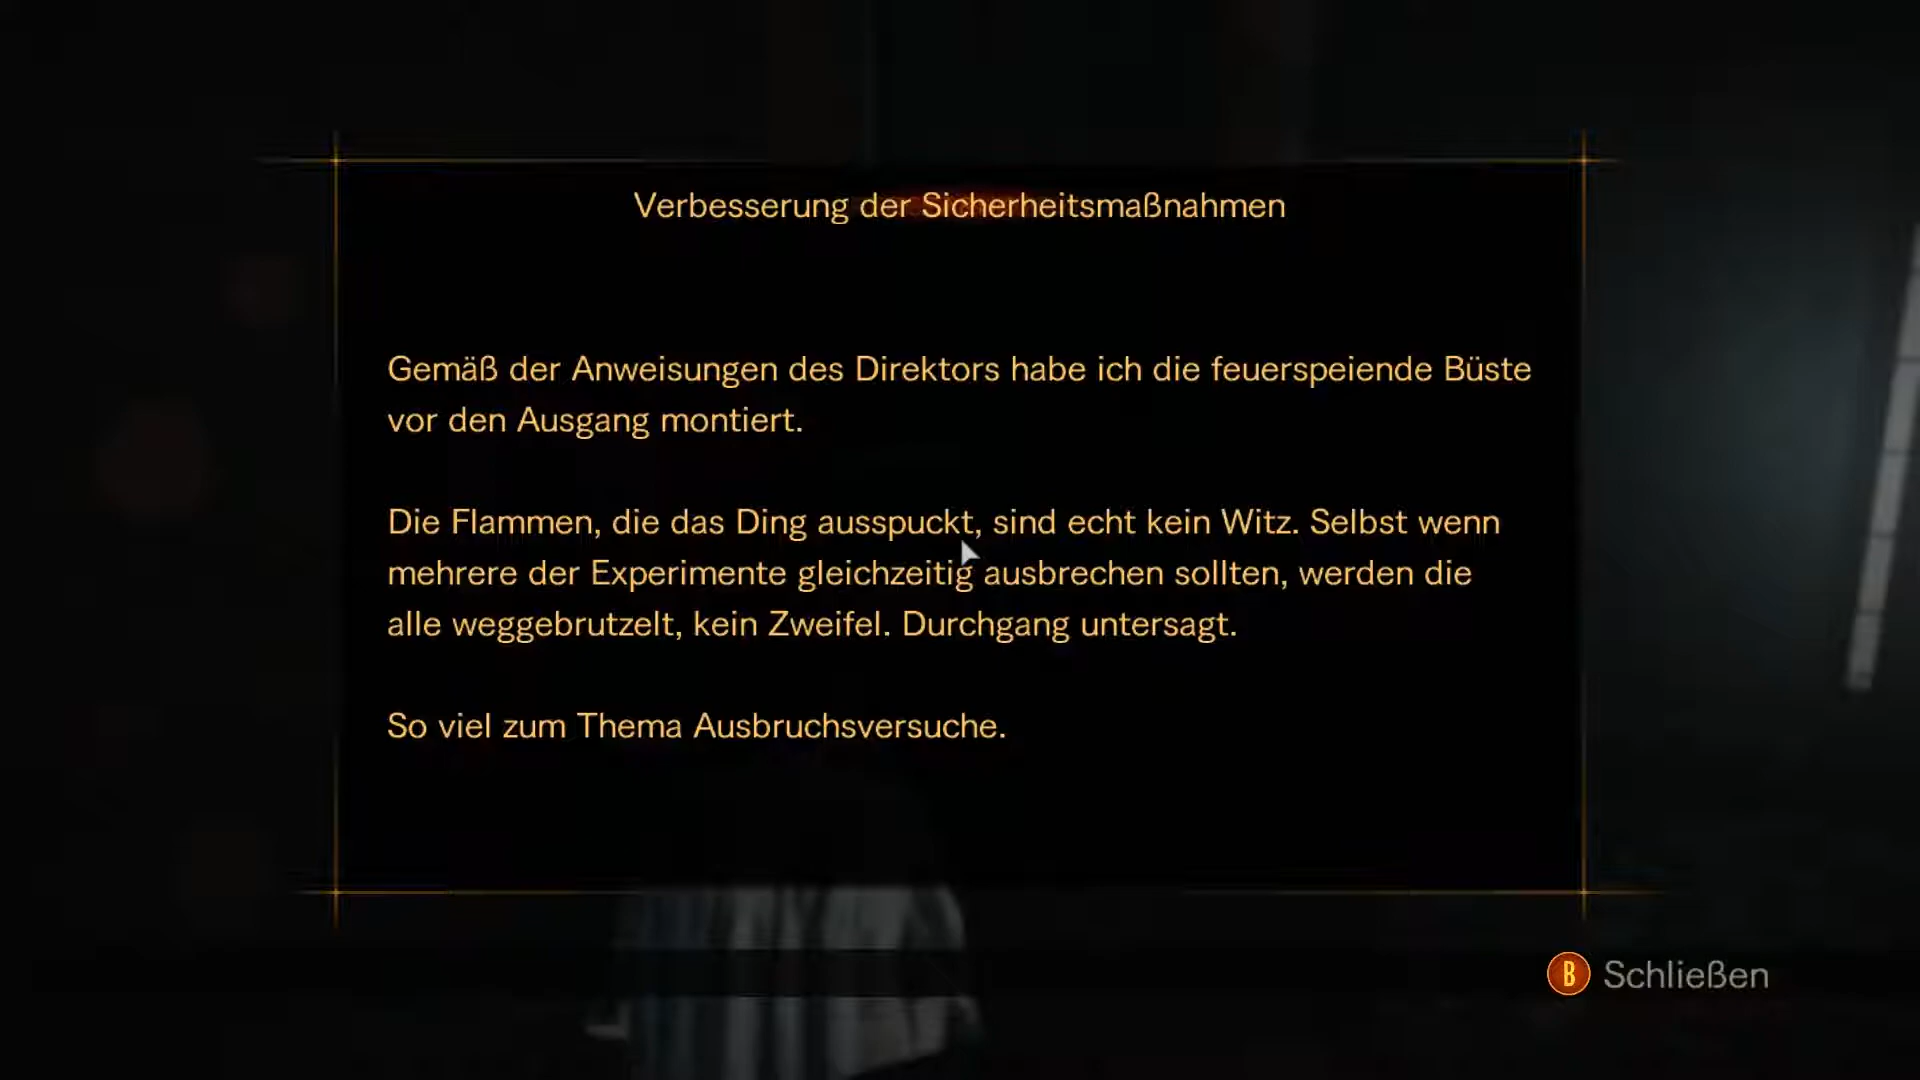 Verbesserung der Sicherheitsmaßnahmen
Gemäß der Anweisungen des Direktors habe ich die feuerspeiende Büste
vor den Ausgang montiert.
Die Flammen, die das Ding ausspuckt, sind echt kein Witz. Selbst wenn
mehrere der Experimente gleichzeitig ausbrechen sollten, werden die
alle weggebrutzelt, kein Zweifel. Durchgang untersagt.
So viel zum Thema Ausbruchsversuche.
B Schließen